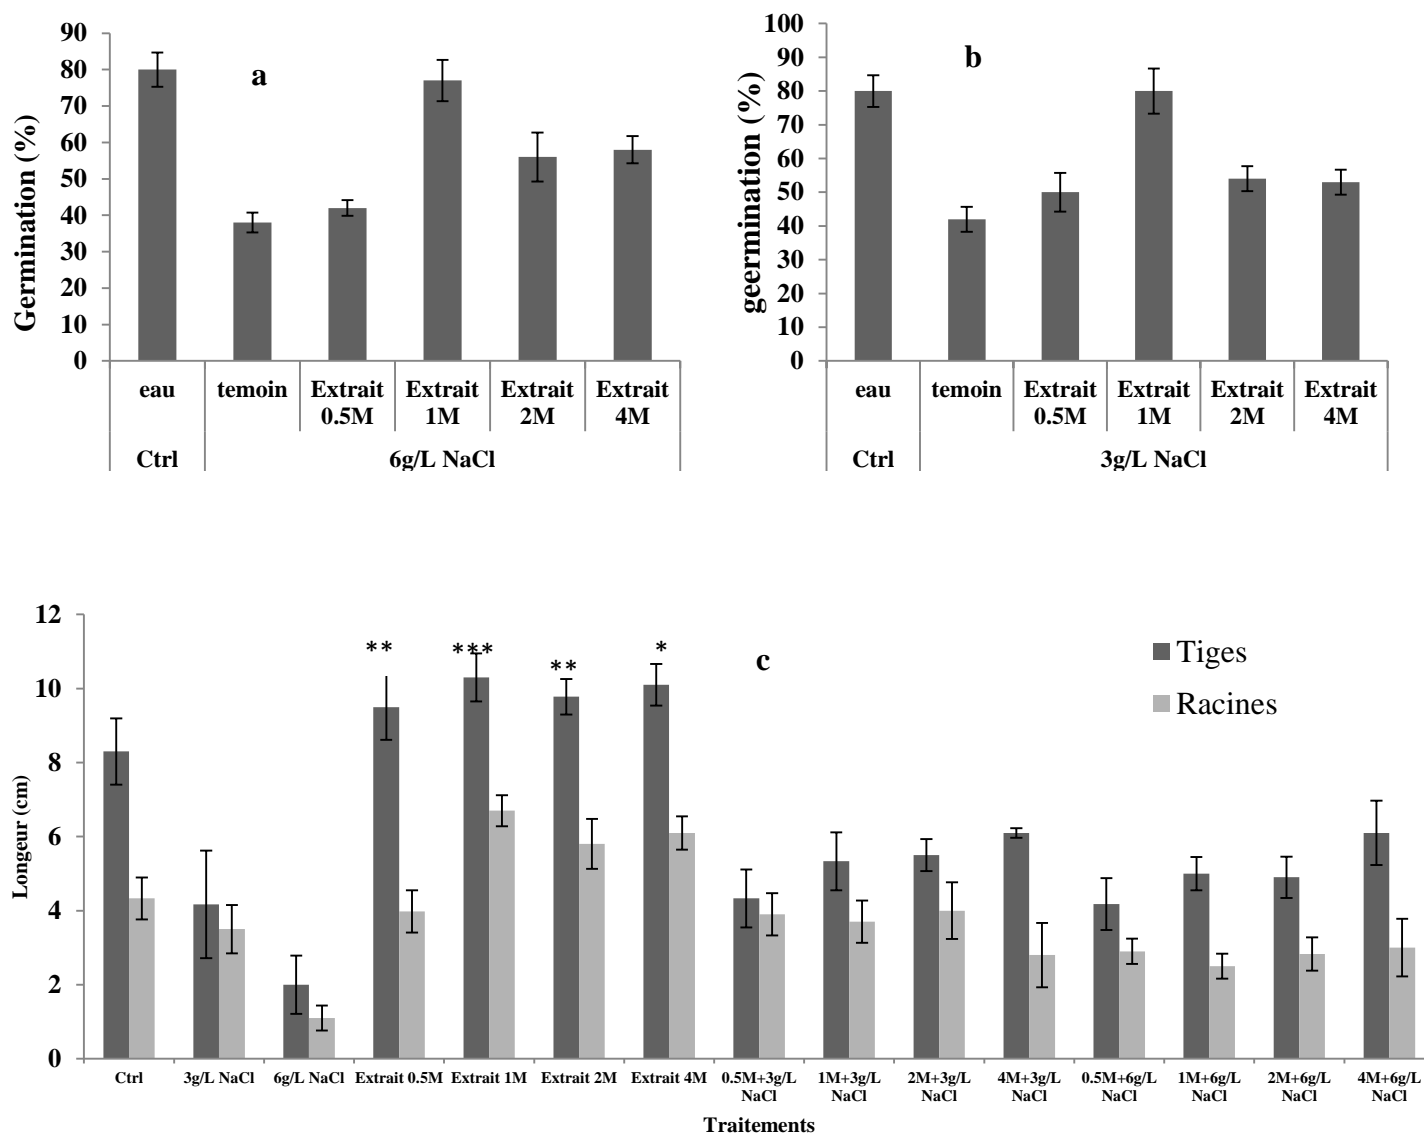 a
Germination (%)
90
80
70
60
50
40
30
20
10
0
eau
temoin
Extrait 0.5M
Extrait 1M
Extrait 2M
Extrait 4M
Ctrl
6g/L NaCl
b
geermination (%)
100
90
80
70
60
50
40
30
20
10
0
eau
temoin
Extrait 0.5M
Extrait 1M
Extrait 2M
Extrait 4M
Ctrl
3g/L NaCl
c
Longeur (cm)
12
10
8
6
4
2
0
**
***
**
*
Tiges
Racines
Ctrl
3g/L NaCl
6g/L NaCl
Extrait 0.5M
Extrait 1M
Extrait 2M
Extrait 4M
0.5M+3g/L NaCl
1M+3g/L NaCl
2M+3g/L NaCl
4M+3g/L NaCl
0.5M+6g/L NaCl
1M+6g/L NaCl
2M+6g/L NaCl
4M+6g/L NaCl
Traitements